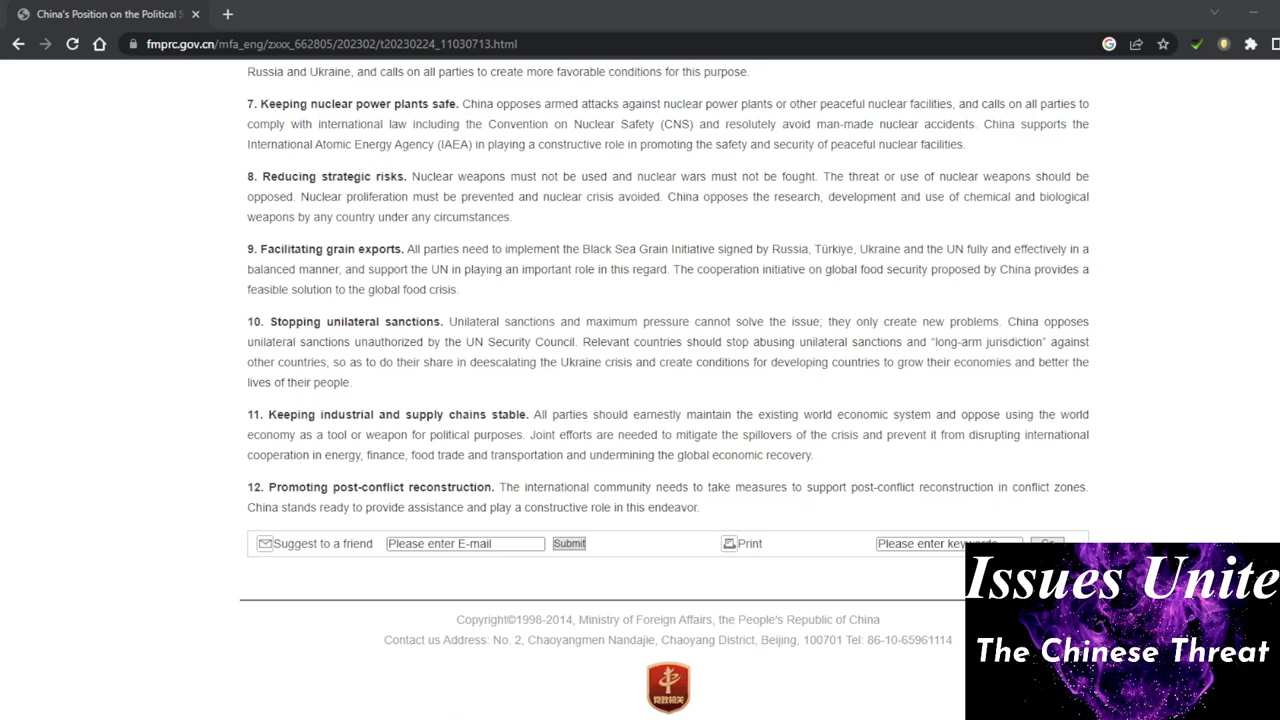 China's Position on the Political S
fmprc.gov.cn/mfa_eng/zxxx_662805/202302/t20230224_11030713.html
Russia and Ukraine, and calls on all parties to create more favorable conditions for this purpose.
7. Keeping nuclear power plants safe. China opposes armed attacks against nuclear power plants or other peaceful nuclear facilities, and calls on all parties to
comply with international law including the Convention on Nuclear Safety (CNS) and resolutely avoid man-made nuclear accidents. China supports the
International Atomic Energy Agency (IAEA) in playing a constructive role in promoting the safety and security of peaceful nuclear facilities.
8. Reducing strategic risks. Nuclear weapons must not be used and nuclear wars must not be fought. The threat or use of nuclear weapons should be
opposed. Nuclear proliferation must be prevented and nuclear crisis avoided. China opposes the research, development and use of chemical and biological
weapons by any country under any circumstances.
9. Facilitating grain exports. All parties need to implement the Black Sea Grain Initiative signed by Russia, Türkiye, Ukraine and the UN fully and effectively in a
balanced manner, and support the UN in playing an important role in this regard. The cooperation initiative on global food security proposed by China provides a
feasible solution to the global food crisis.
10. Stopping unilateral sanctions. Unilateral sanctions and maximum pressure cannot solve the issue; they only create new problems. China opposes
unilateral sanctions unauthorized by the UN Security Council. Relevant countries should stop abusing unilateral sanctions and “long-arm jurisdiction” against
other countries, so as to do their share in deescalating the Ukraine crisis and create conditions for developing countries to grow their economies and better the
lives of their people.
11. Keeping industrial and supply chains stable. All parties should earnestly maintain the existing world economic system and oppose using the world
economy as a tool or weapon for political purposes. Joint efforts are needed to mitigate the spillovers of the crisis and prevent it from disrupting international
cooperation in energy, finance, food trade and transportation and undermining the global economic recovery.
12. Promoting post-conflict reconstruction. The international community needs to take measures to support post-conflict reconstruction in conflict zones.
China stands ready to provide assistance and play a constructive role in this endeavor.
Suggest to a friend Please enter E-mail Submit Print Please enter keywords
Copyright©1998-2014, Ministry of Foreign Affairs, the People's Republic of China
Contact us Address: No. 2, Chaoyangmen Nandajie, Chaoyang District, Beijing, 100701 Tel: 86-10-65961114
党政机关
Issues Unite
The Chinese Threat